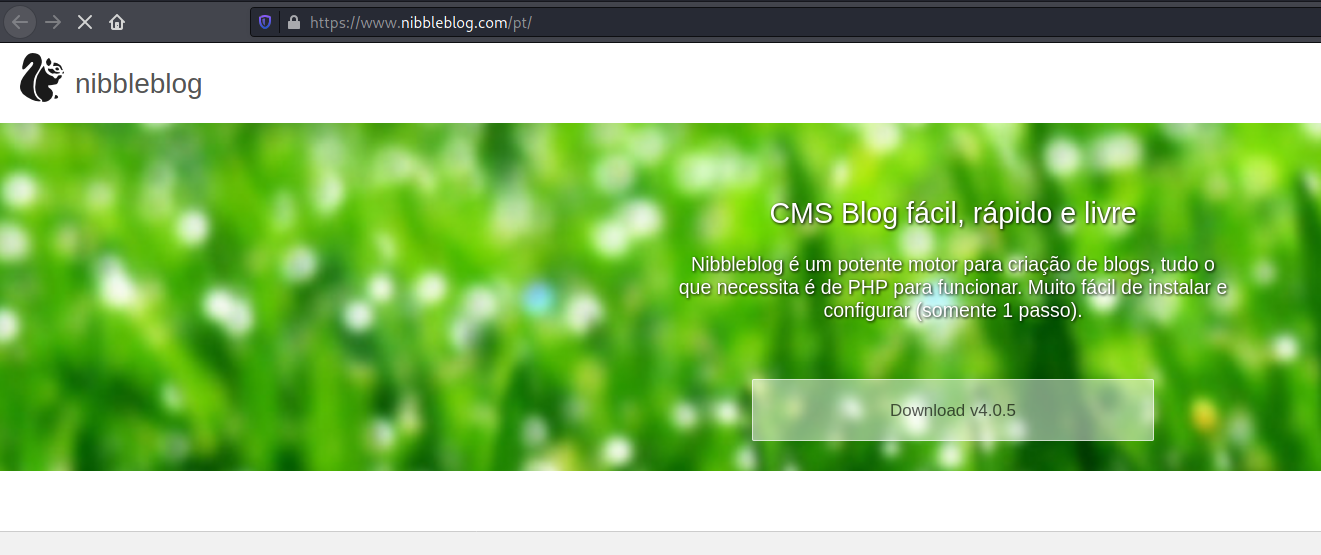 https://www.nibbleblog.com/pt/
nibbleblog
CMS Blog fácil, rápido e livre
Nibbleblog é um potente motor para criação de blogs, tudo o
que necessita é de PHP para funcionar. Muito fácil de instalar e
configurar (somente 1 passo).
Download v4.0.5